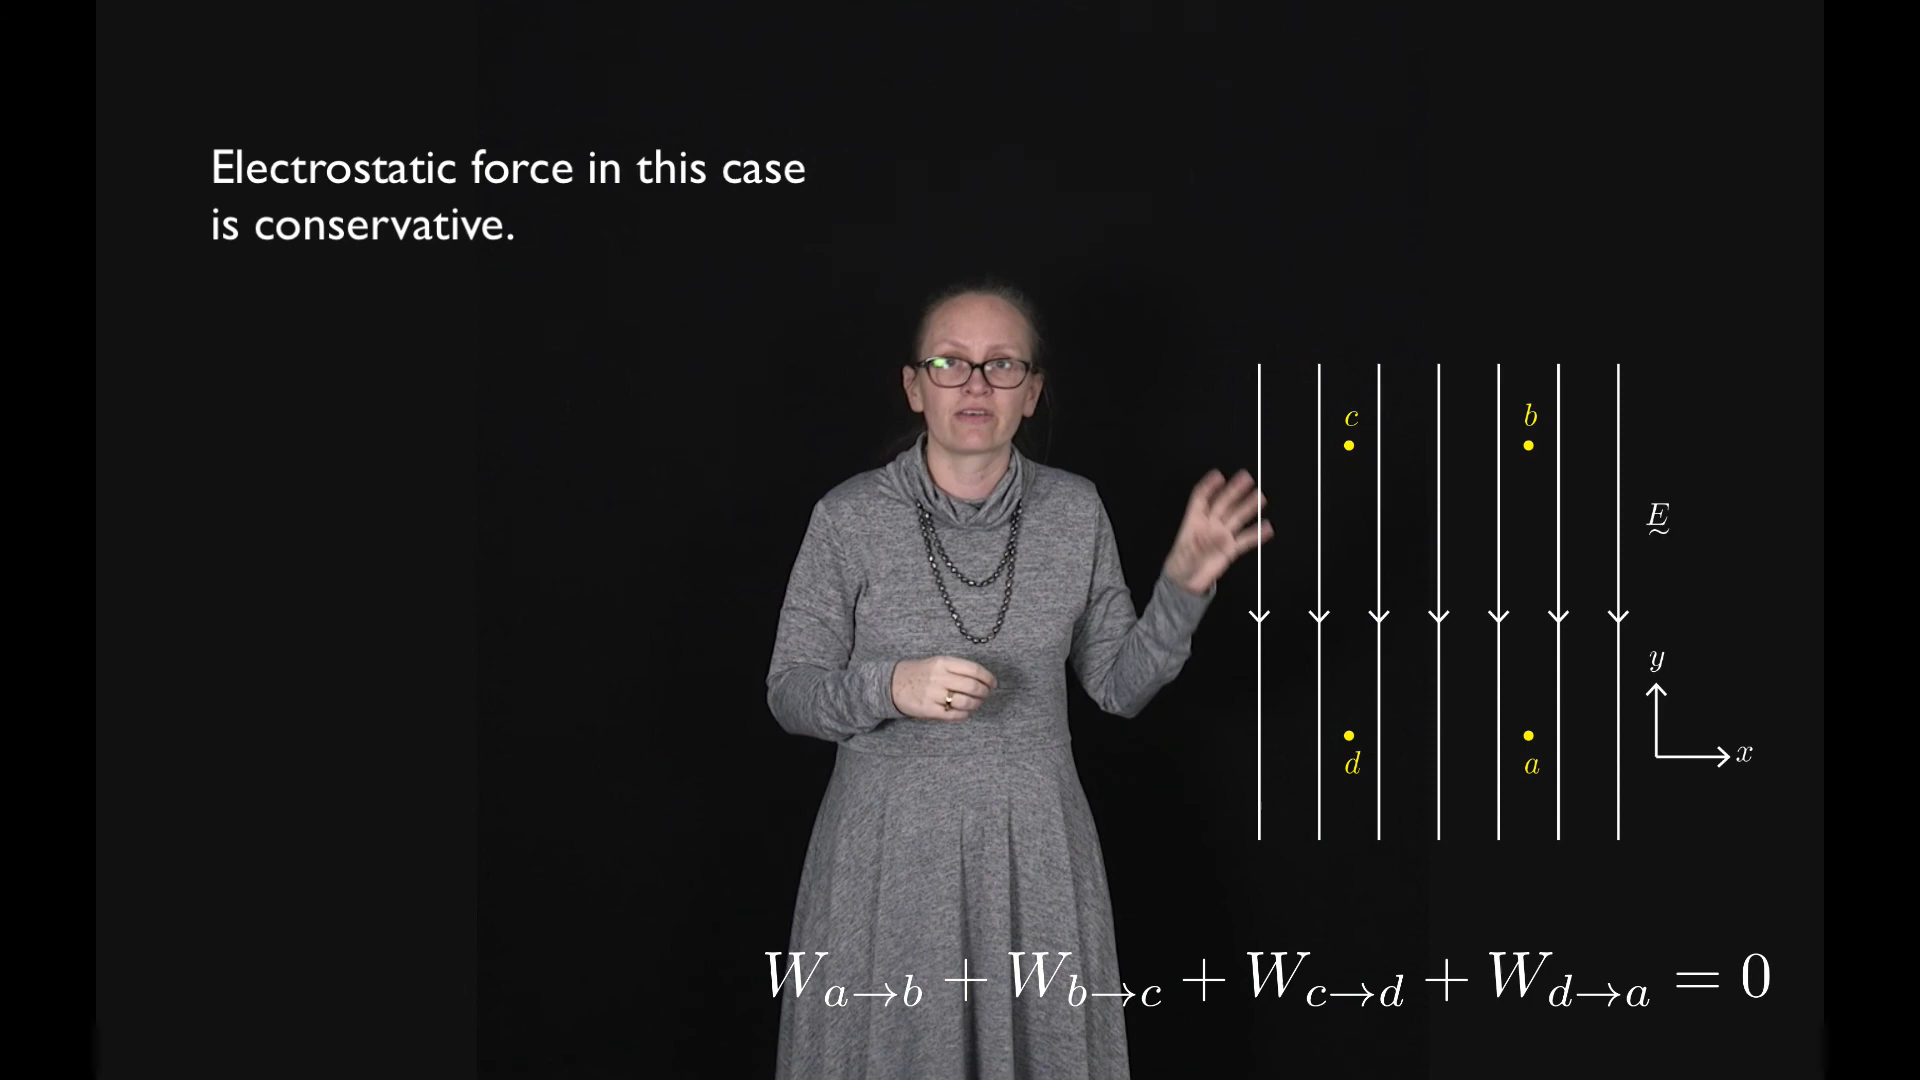 Electrostatic force in this case
is conservative.
c
b
E
y
d
a
x
W_{a→b} + W_{b→c} + W_{c→d} + W_{d→a} = 0